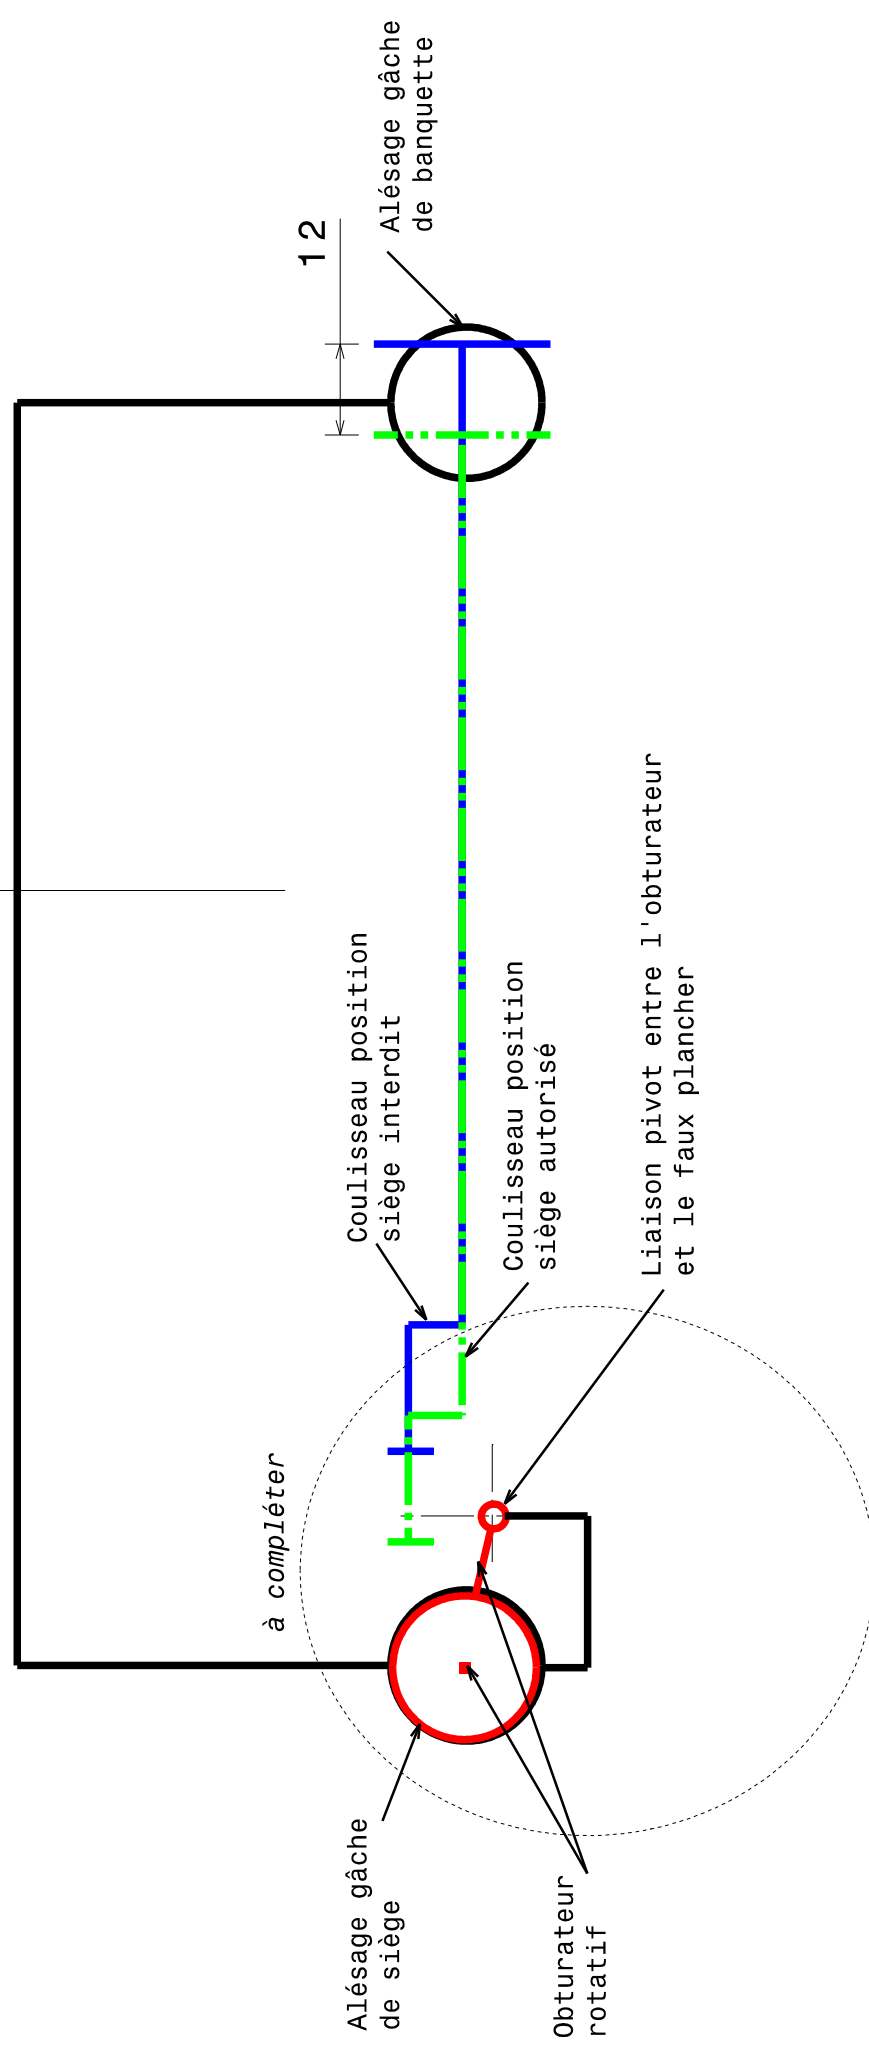 Alésage gâche
de banquette
12
Coulisseau position
siège interdit
Coulisseau position
siège autorisé
Liaison pivot entre l'obturateur
et le faux plancher
à compléter
Alésage gâche
de siège
Obturateur
rotatif